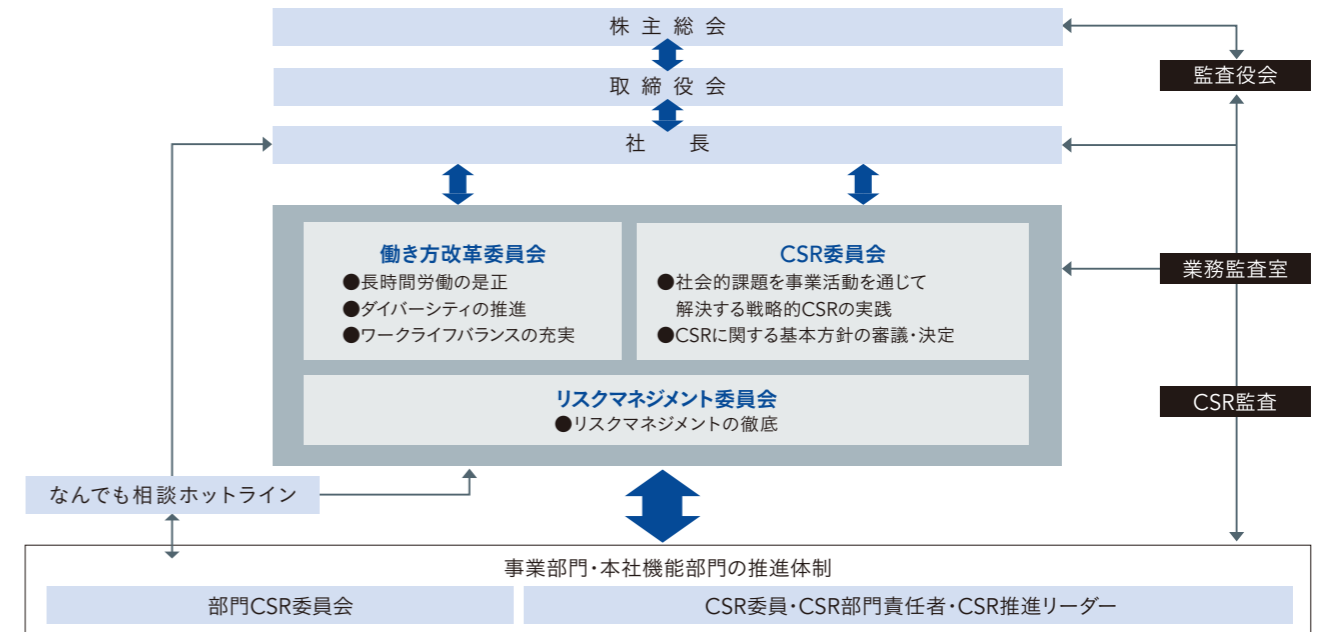 株主総会
監査役会
取締役会
社長
働き方改革委員会
●長時間労働の是正
●ダイバーシティの推進
●ワークライフバランスの充実
CSR委員会
●社会的課題を事業活動を通じて
解決する戦略的CSRの実践
●CSRに関する基本方針の審議・決定
業務監査室
リスクマネジメント委員会
●リスクマネジメントの徹底
CSR監査
なんでも相談ホットライン
事業部門・本社機能部門の推進体制
部門CSR委員会
CSR委員・CSR部門責任者・CSR推進リーダー